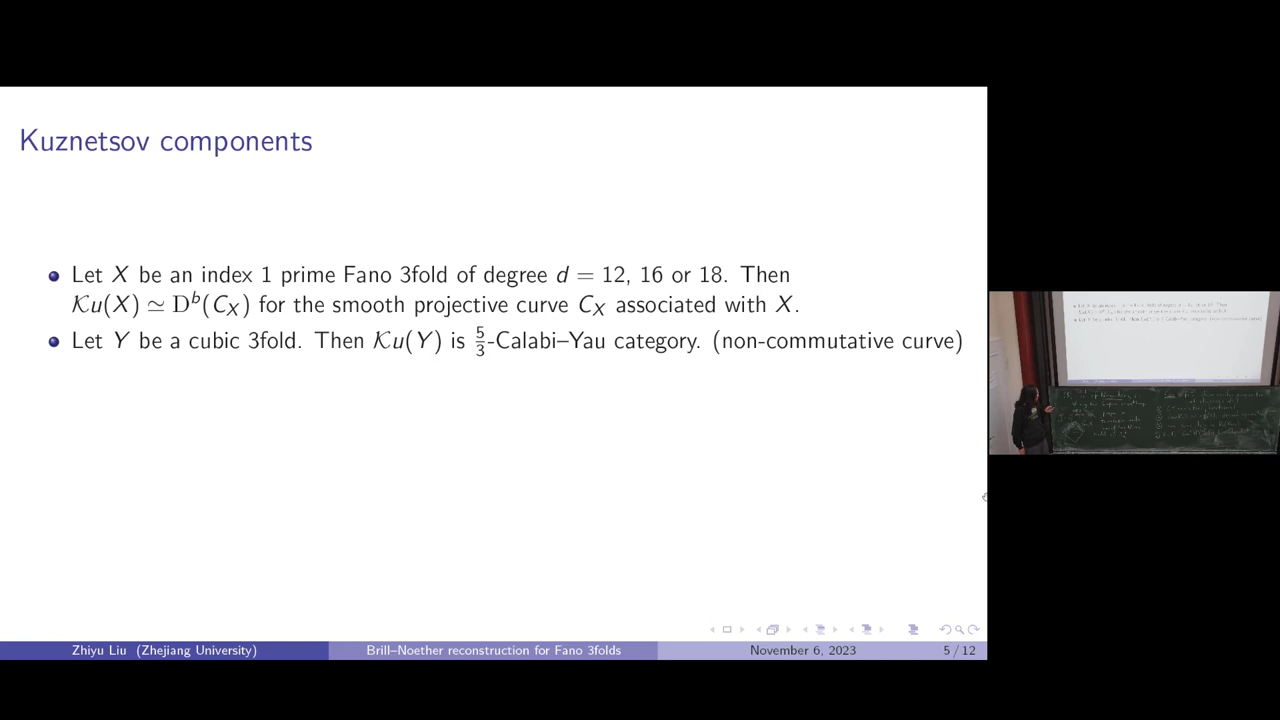 Kuznetsov components
Let X be an index 1 prime Fano 3fold of degree d = 12, 16 or 18. Then
𝒦u(X) ≃ Dᵇ(C_X) for the smooth projective curve C_X associated with X.
Let Y be a cubic 3fold. Then 𝒦u(Y) is 5/3-Calabi–Yau category. (non-commutative curve)
Zhiyu Liu (Zhejiang University)
Brill–Noether reconstruction for Fano 3folds
November 6, 2023
5 / 12